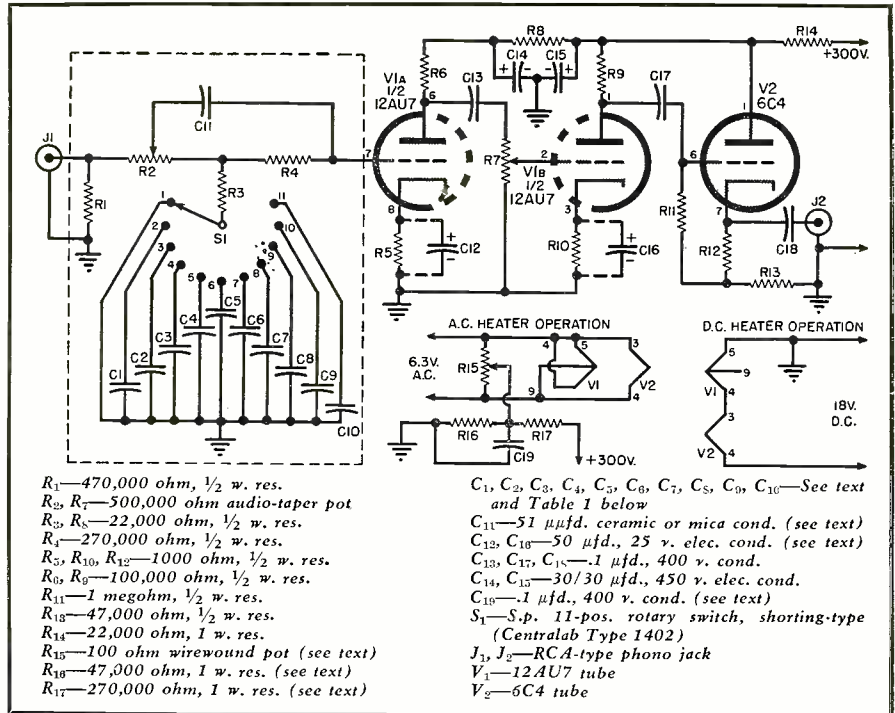 R8
R14
+300V.
R6
C14
C15
R9
C17
V1A
1/2
12AU7
C13
V2
6C4
C11
J1
R2
R4
R3
R1
S1
1
2
3
4
5
6
7
8
9
10
11
7
6
8
R7
2
V1B
1/2
12AU7
1
3
6
1
7
J2
R11
R12
C18
R13
R5
C12
R10
C16
C1
C2
C3
C4
C5
C6
C7
C8
C9
C10
A.C. HEATER OPERATION
D.C. HEATER OPERATION
6.3V.
A.C.
R15
4
5
9
V1
3
4
V2
R16
R17
C19
+300V.
5
9
V1
4
3
V2
4
18V.
D.C.
R1—470,000 ohm, 1/2 w. res.
R2, R7—500,000 ohm audio-taper pot
R3, R8—22,000 ohm, 1/2 w. res.
R4—270,000 ohm, 1/2 w. res.
R5, R10, R12—1000 ohm, 1/2 w. res.
R6, R9—100,000 ohm, 1/2 w. res.
R11—1 megohm, 1/2 w. res.
R13—47,000 ohm, 1/2 w. res.
R14—22,000 ohm, 1 w. res.
R15—100 ohm wirewound pot (see text)
R16—47,000 ohm, 1 w. res. (see text)
R17—270,000 ohm, 1 w. res. (see text)
C1, C2, C3, C4, C5, C6, C7, C8, C9, C10—See text
and Table 1 below
C11—51 μμfd. ceramic or mica cond. (see text)
C12, C16—50 μfd., 25 v. elec. cond. (see text)
C13, C17, C18—.1 μfd., 400 v. cond.
C14, C15—30/30 μfd., 450 v. elec. cond.
C19—.1 μfd., 400 v. cond. (see text)
S1—S.p. 11-pos. rotary switch, shorting-type
(Centralab Type 1402)
J1, J2—RCA-type phono jack
V1—12AU7 tube
V2—6C4 tube